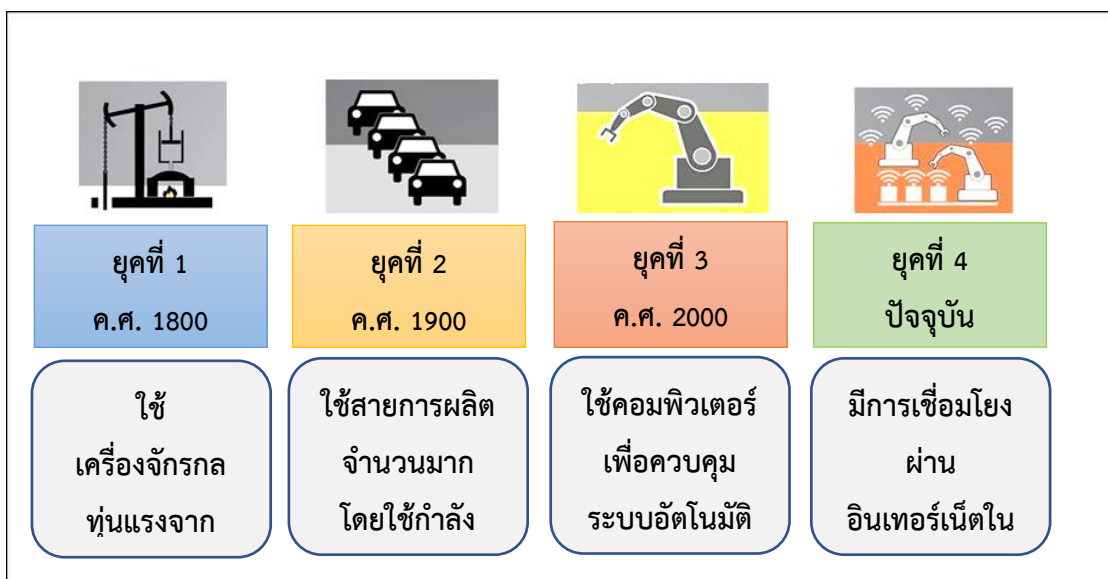 ยุคที่ 1
ค.ศ. 1800
ยุคที่ 2
ค.ศ. 1900
ยุคที่ 3
ค.ศ. 2000
ยุคที่ 4
ปัจจุบัน
ใช้
เครื่องจักรกล
ทุ่นแรงจาก
ใช้สายการผลิต
จำนวนมาก
โดยใช้กำลัง
ใช้คอมพิวเตอร์
เพื่อควบคุม
ระบบอัตโนมัติ
มีการเชื่อมโยง
ผ่าน
อินเทอร์เน็ตใน